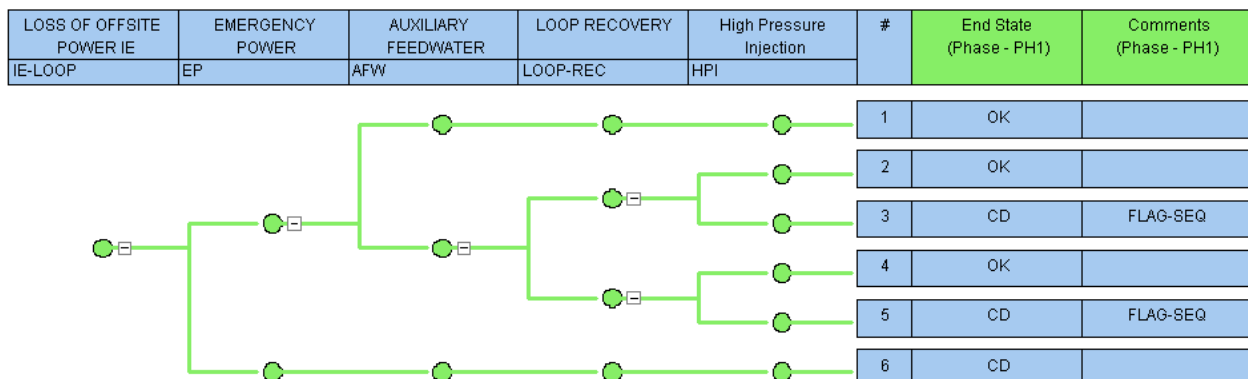 LOSS OF OFFSITE POWER IE
EMERGENCY POWER
AUXILIARY FEEDWATER
LOOP RECOVERY
High Pressure Injection
#
End State (Phase - PH1)
Comments (Phase - PH1)
IE-LOOP
EP
AFW
LOOP-REC
HPI
1 OK
2 OK
3 CD FLAG-SEQ
4 OK
5 CD FLAG-SEQ
6 CD